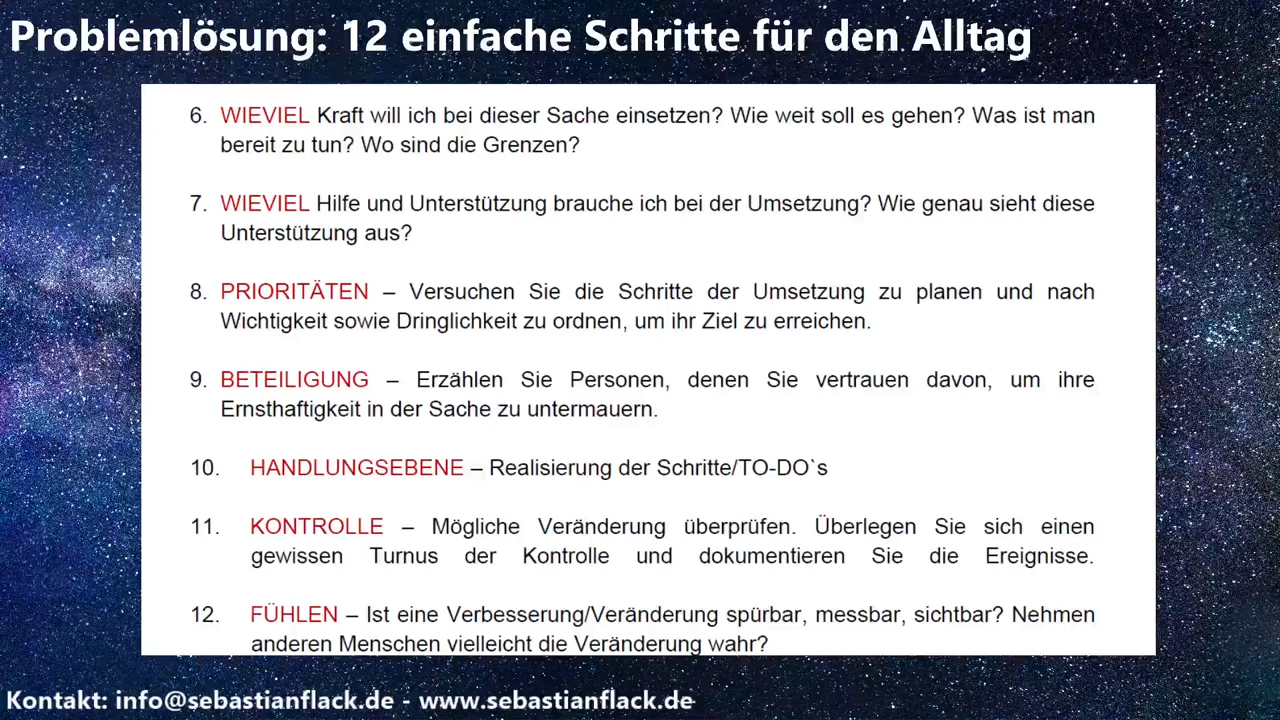 Problemlösung: 12 einfache Schritte für den Alltag
6. WIEVIEL Kraft will ich bei dieser Sache einsetzen? Wie weit soll es gehen? Was ist man
bereit zu tun? Wo sind die Grenzen?
7. WIEVIEL Hilfe und Unterstützung brauche ich bei der Umsetzung? Wie genau sieht diese
Unterstützung aus?
8. PRIORITÄTEN – Versuchen Sie die Schritte der Umsetzung zu planen und nach
Wichtigkeit sowie Dringlichkeit zu ordnen, um ihr Ziel zu erreichen.
9. BETEILIGUNG – Erzählen Sie Personen, denen Sie vertrauen davon, um ihre
Ernsthaftigkeit in der Sache zu untermauern.
10. HANDLUNGSEBENE – Realisierung der Schritte/TO-DO`s
11. KONTROLLE – Mögliche Veränderung überprüfen. Überlegen Sie sich einen
gewissen Turnus der Kontrolle und dokumentieren Sie die Ereignisse.
12. FÜHLEN – Ist eine Verbesserung/Veränderung spürbar, messbar, sichtbar? Nehmen
anderen Menschen vielleicht die Veränderung wahr?
Kontakt: info@sebastianflack.de - www.sebastianflack.de